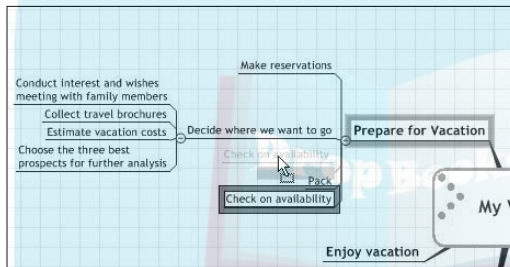 Make reservations
Conduct interest and wishes
meeting with family members
Collect travel brochures
Estimate vacation costs
Choose the three best
prospects for further analysis
Decide where we want to go
Prepare for Vacation
Check on availability
Pack
Check on availability
My
Enjoy vacation